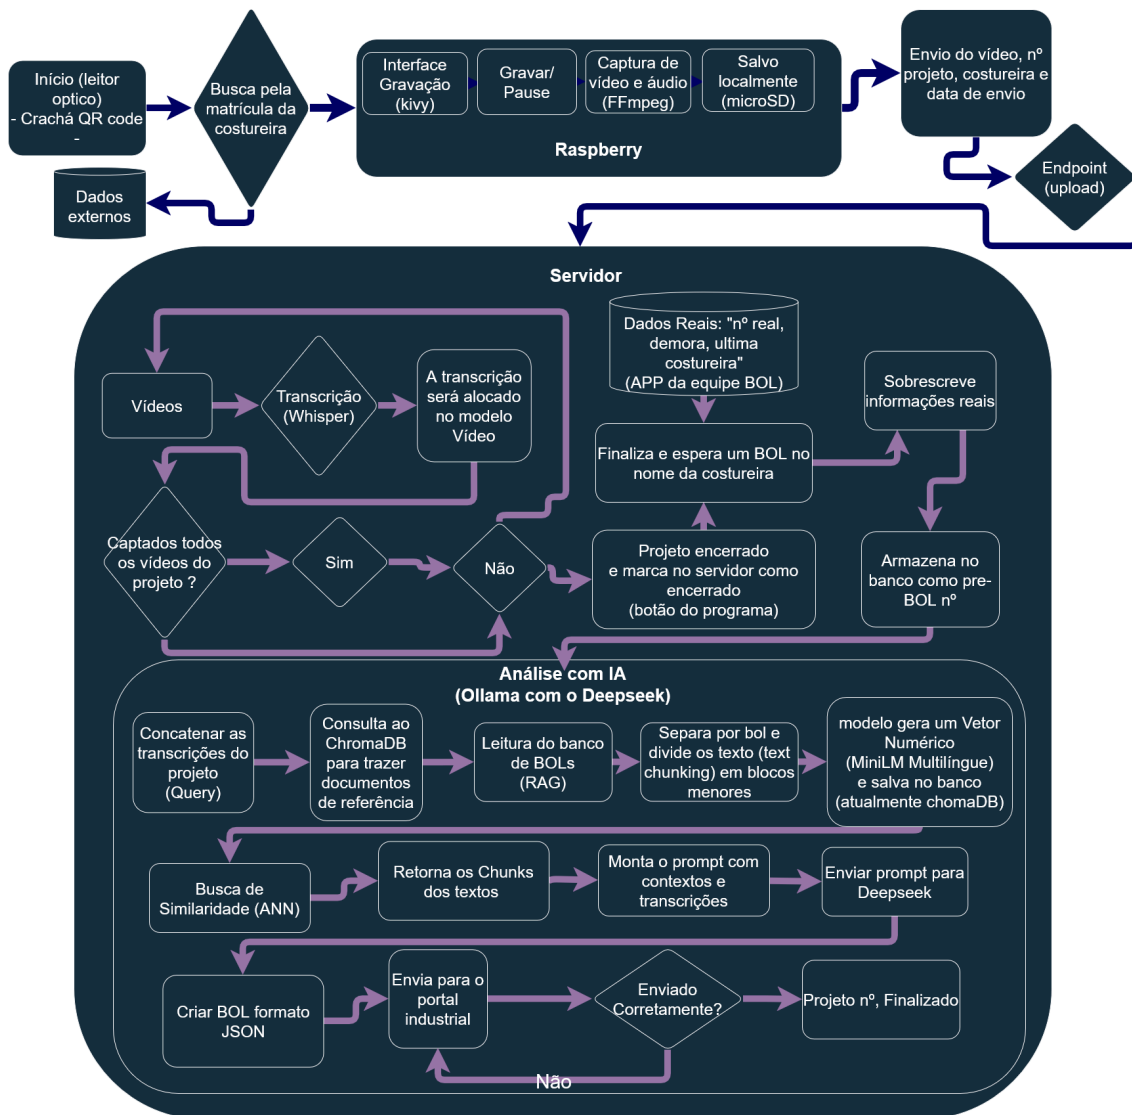 Início (leitor
optico)
- Crachá QR code
-
Busca pela
matrícula da
costureira
Dados
externos
Interface
Gravação
(kivy)
Gravar/
Pause
Captura de
vídeo e áudio
(FFmpeg)
Salvo
localmente
(microSD)
Raspberry
Envio do vídeo, nº
projeto, costureira e
data de envio
Endpoint
(upload)
Servidor
Vídeos
Transcrição
(Whisper)
A transcrição
será alocado
no modelo
Vídeo
Dados Reais: "nº real,
demora, ultima
costureira"
(APP da equipe BOL)
Sobrescreve
informações reais
Finaliza e espera um BOL no
nome da costureira
Captados todos
os vídeos do
projeto ?
Sim
Não
Projeto encerrado
e marca no servidor como
encerrado
(botão do programa)
Armazena no
banco como pre-
BOL nº
Análise com IA
(Ollama com o Deepseek)
Concatenar as
transcrições do
projeto
(Query)
Consulta ao
ChromaDB
para trazer
documentos
de referência
Leitura do banco
de BOLs
(RAG)
Separa por bol e
divide os texto (text
chunking) em blocos
menores
modelo gera um Vetor
Numérico
(MiniLM Multilíngue)
e salva no banco
(atualmente chomaDB)
Busca de
Similaridade (ANN)
Retorna os Chunks
dos textos
Monta o prompt com
contextos e
transcrições
Enviar prompt para
Deepseek
Criar BOL formato
JSON
Envia para o
portal
industrial
Enviado
Corretamente?
Projeto nº, Finalizado
Não